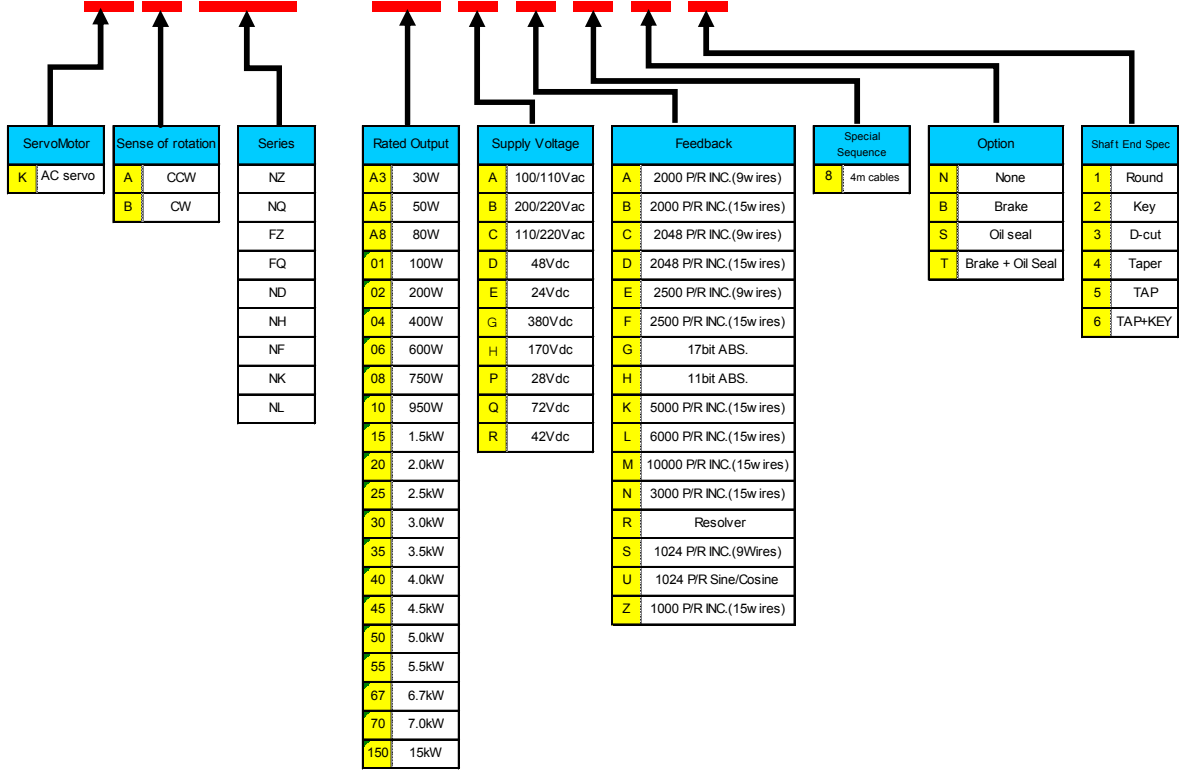 ServoMotor
K AC servo
Sense of rotation
A CCW
B CW
Series
NZ
NQ
FZ
FQ
ND
NH
NF
NK
NL
Rated Output
A3 30W
A5 50W
A8 80W
01 100W
02 200W
04 400W
06 600W
08 750W
10 950W
15 1.5kW
20 2.0kW
25 2.5kW
30 3.0kW
35 3.5kW
40 4.0kW
45 4.5kW
50 5.0kW
55 5.5kW
67 6.7kW
70 7.0kW
150 15kW
Supply Voltage
A 100/110Vac
B 200/220Vac
C 110/220Vac
D 48Vdc
E 24Vdc
G 380Vdc
H 170Vdc
P 28Vdc
Q 72Vdc
R 42Vdc
Feedback
A 2000 P/R INC.(9wires)
B 2000 P/R INC.(15wires)
C 2048 P/R INC.(9wires)
D 2048 P/R INC.(15wires)
E 2500 P/R INC.(9wires)
F 2500 P/R INC.(15wires)
G 17bit ABS.
H 11bit ABS.
K 5000 P/R INC.(15wires)
L 6000 P/R INC.(15wires)
M 10000 P/R INC.(15wires)
N 3000 P/R INC.(15wires)
R Resolver
S 1024 P/R INC.(9Wires)
U 1024 P/R Sine/Cosine
Z 1000 P/R INC.(15wires)
Special
Sequence
8 4m cables
Option
N None
B Brake
S Oil seal
T Brake + Oil Seal
Shaft End Spec
1 Round
2 Key
3 D-cut
4 Taper
5 TAP
6 TAP+KEY